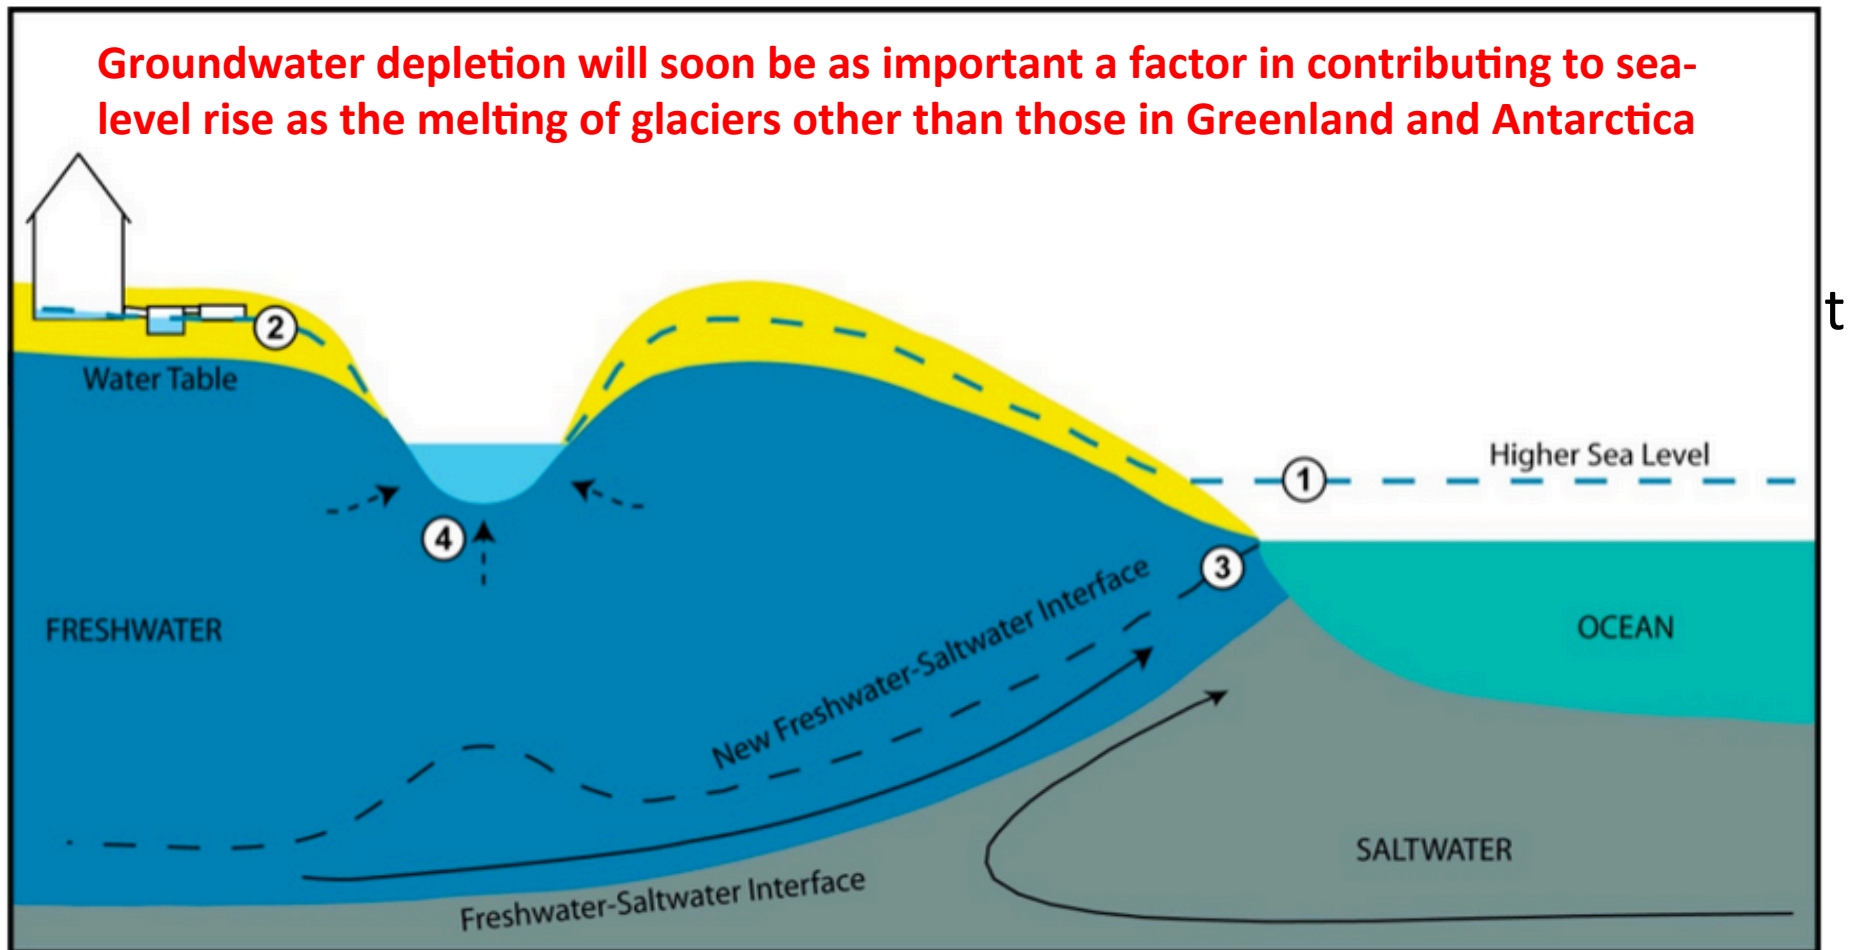 Groundwater depletion will soon be as important a factor in contributing to sea-
level rise as the melting of glaciers other than those in Greenland and Antarctica
t
2
Water Table
Higher Sea Level
1
4
3
New Freshwater-Saltwater Interface
FRESHWATER
OCEAN
SALTWATER
Freshwater-Saltwater Interface